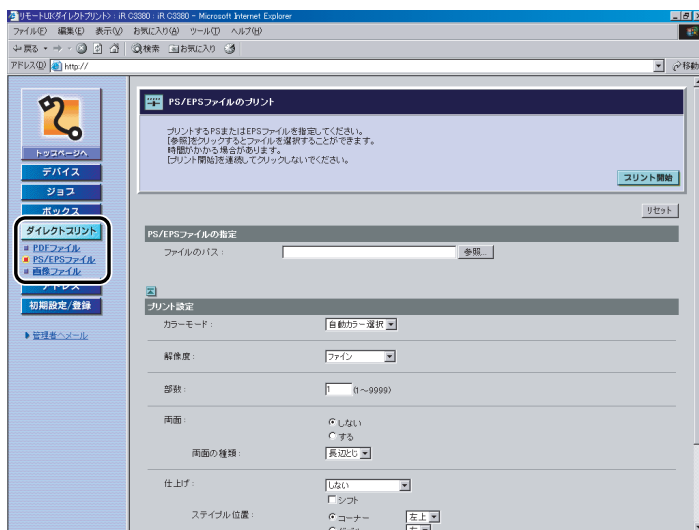 リモートUI<ダイレクトプリント> : iR C3380 : iR C3380 - Microsoft Internet Explorer
ファイル(F) 編集(E) 表示(V) お気に入り(A) ツール(T) ヘルプ(H)
戻る 検索 お気に入り
アドレス(D) http:// 移動
トップページへ
デバイス
ジョブ
ボックス
ダイレクトプリント
PDFファイル
PS/EPSファイル
画像ファイル
アドレス
初期設定/登録
管理者へメール
PS/EPSファイルのプリント
プリントするPSまたはEPSファイルを指定してください。
[参照]をクリックするとファイルを選択することができます。
時間がかかる場合があります。
[プリント開始]を連続してクリックしないでください。
プリント開始
リセット
PS/EPSファイルの指定
ファイルのパス : 参照...
プリント設定
カラーモード : 自動カラー選択
解像度 : ファイン
部数 : 1 (1～9999)
両面 : しない
する
両面の種類 : 長辺とじ
仕上げ : しない
シフト
ステイプル位置 : コーナー 左上